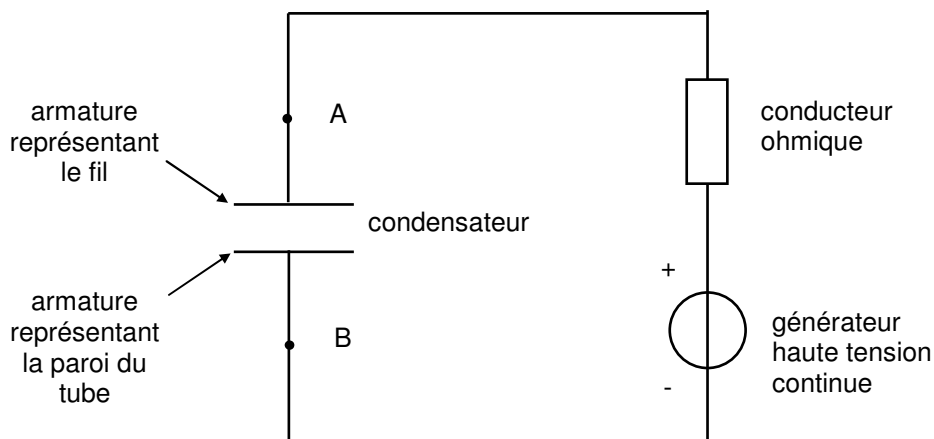 armature
représentant
le fil
A
conducteur
ohmique
condensateur
+
armature
représentant
la paroi du
tube
B
générateur
haute tension
continue
-